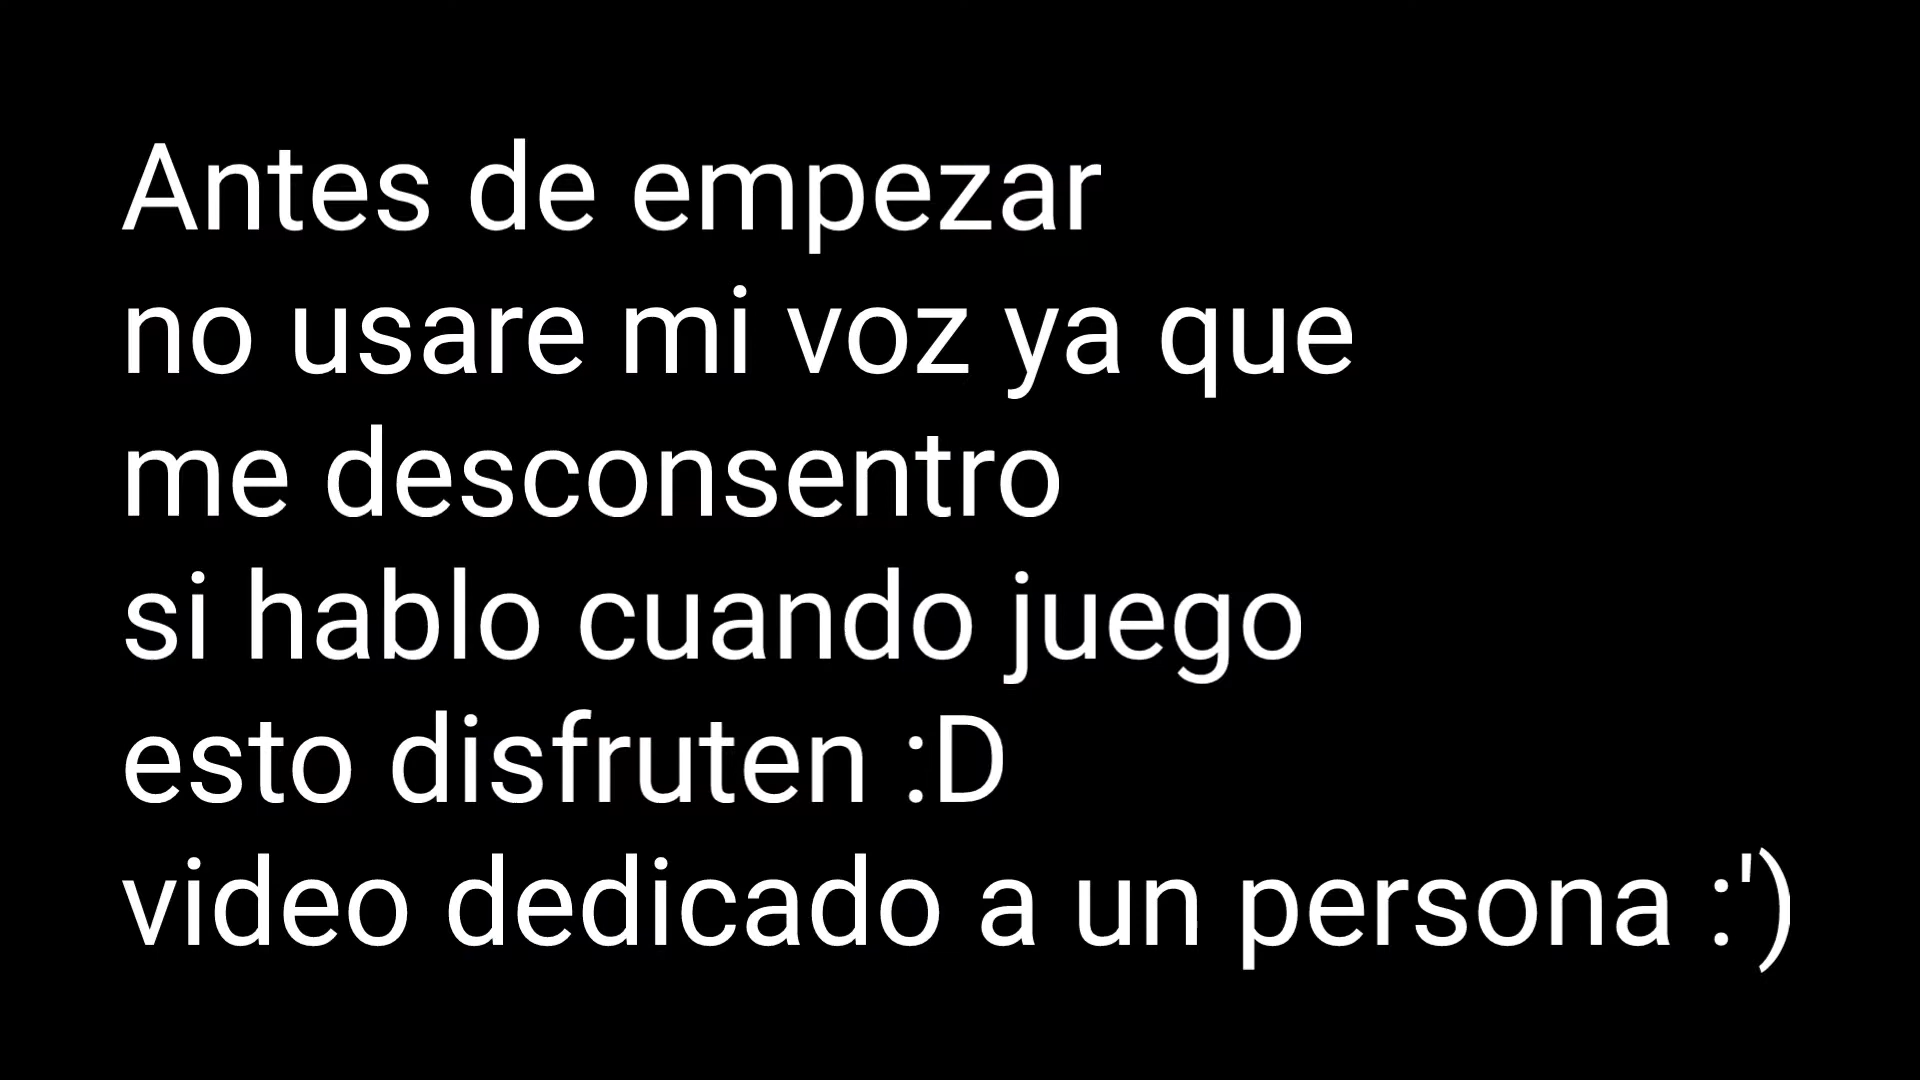 Antes de empezar
no usare mi voz ya que
me desconsentro
si hablo cuando juego
esto disfruten :D
video dedicado a un persona :')